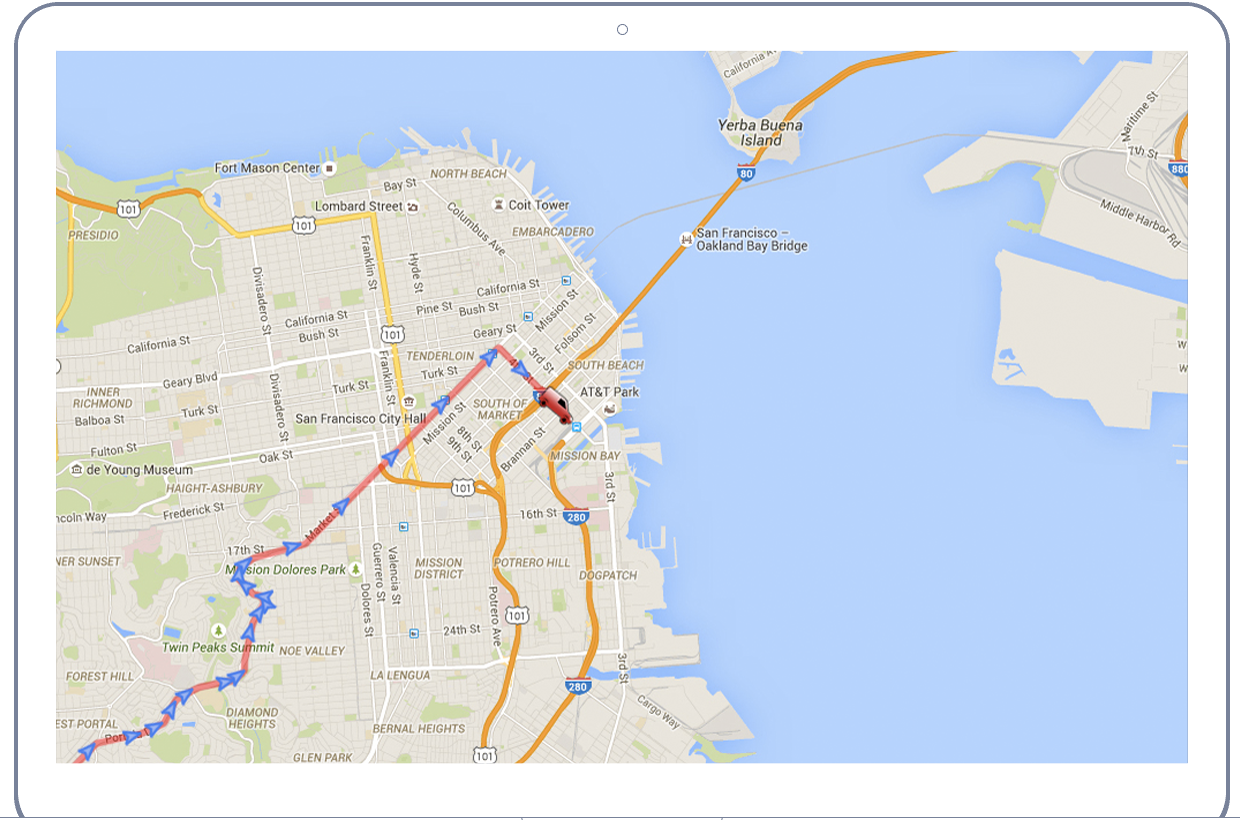 California A
Yerba Buena
Island
Maritime St
7th St
880
80
Middle Harbor Rd
Fort Mason Center
NORTH BEACH
Bay St
101
Lombard Street
Coit Tower
101
Columbus Ave
PRESIDIO
EMBARCADERO
San Francisco –
Oakland Bay Bridge
Franklin St
Hyde St
Divisadero St
California St
Mission St
Pine St
Bush St
California St
Bush St
Geary St
Folsom St
101
California St
TENDERLOIN
3rd St
SOUTH BEACH
Geary Blvd
Turk St
Franklin St
Turk St
INNER
RICHMOND
AT&T Park
Divisadero St
SOUTH OF
MARKET
Turk St
San Francisco City Hall
Mission St
Balboa St
8th St
9th St
Brannan St
Fulton St
Oak St
MISSION BAY
de Young Museum
HAIGHT-ASHBURY
101
3rd St
Frederick St
ncoln Way
16th St
280
Market
17th St
NER SUNSET
Mission Dolores Park
Guerrero St
Valencia St
MISSION
DISTRICT
POTRERO HILL
DOGPATCH
Dolores St
Potrero Ave
101
24th St
Twin Peaks Summit
NOE VALLEY
3rd St
FOREST HILL
LA LENGUA
280
Cargo Way
EST PORTAL
DIAMOND
HEIGHTS
BERNAL HEIGHTS
GLEN PARK
101
W
W